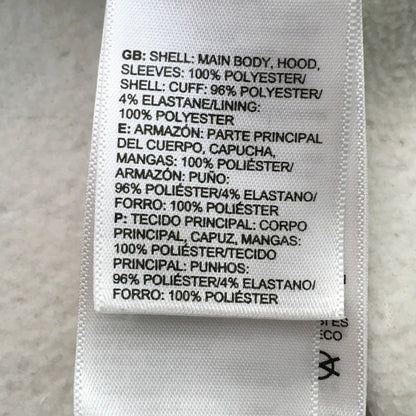 GB: SHELL: MAIN BODY, HOOD,
SLEEVES: 100% POLYESTER/
SHELL: CUFF: 96% POLYESTER/
4% ELASTANE/LINING:
100% POLYESTER
E: ARMAZÓN: PARTE PRINCIPAL
DEL CUERPO, CAPUCHA,
MANGAS: 100% POLIÉSTER/
ARMAZÓN: PUÑO:
96% POLIÉSTER/4% ELASTANO/
FORRO: 100% POLIÉSTER
P: TECIDO PRINCIPAL: CORPO
PRINCIPAL, CAPUZ, MANGAS:
100% POLIÉSTER/TECIDO
PRINCIPAL: PUNHOS:
96% POLIÉSTER/4% ELASTANO/
FORRO: 100% POLIÉSTER
ES
ECO